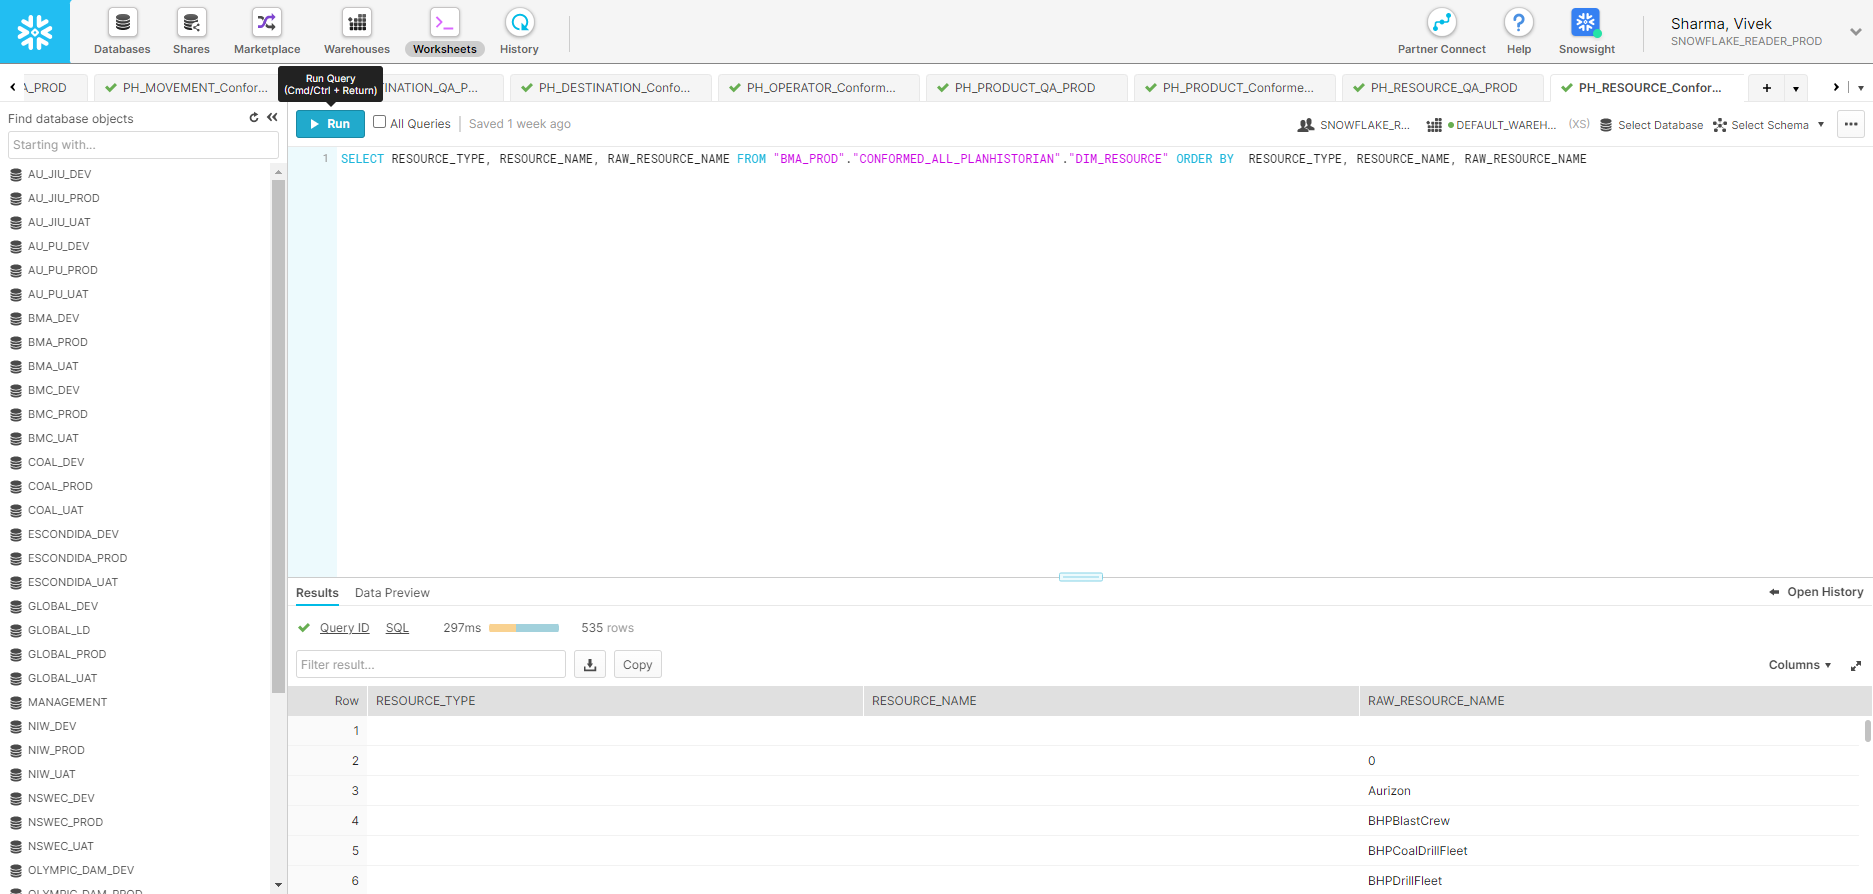 Databases
Shares
Marketplace
Warehouses
Worksheets
History
Partner Connect
Help
Snowsight
Sharma, Vivek
SNOWFLAKE_READER_PROD
_PROD
PH_MOVEMENT_Confor...
Run Query
(Cmd/Ctrl + Return)
TINATION_QA_P...
PH_DESTINATION_Confo...
PH_OPERATOR_Conform...
PH_PRODUCT_QA_PROD
PH_PRODUCT_Conforme...
PH_RESOURCE_QA_PROD
PH_RESOURCE_Confor...
Find database objects
Starting with...
Run
All Queries
Saved 1 week ago
SNOWFLAKE_R...
DEFAULT_WAREH...
(XS)
Select Database
Select Schema
1 SELECT RESOURCE_TYPE, RESOURCE_NAME, RAW_RESOURCE_NAME FROM "BMA_PROD"."CONFORMED_ALL_PLANHISTORIAN"."DIM_RESOURCE" ORDER BY  RESOURCE_TYPE, RESOURCE_NAME, RAW_RESOURCE_NAME
AU_JIU_DEV
AU_JIU_PROD
AU_JIU_UAT
AU_PU_DEV
AU_PU_PROD
AU_PU_UAT
BMA_DEV
BMA_PROD
BMA_UAT
BMC_DEV
BMC_PROD
BMC_UAT
COAL_DEV
COAL_PROD
COAL_UAT
ESCONDIDA_DEV
ESCONDIDA_PROD
ESCONDIDA_UAT
GLOBAL_DEV
GLOBAL_LD
GLOBAL_PROD
GLOBAL_UAT
MANAGEMENT
NIW_DEV
NIW_PROD
NIW_UAT
NSWEC_DEV
NSWEC_PROD
NSWEC_UAT
OLYMPIC_DAM_DEV
OLYMPIC_DAM_PROD
Results
Data Preview
Open History
Query ID
SQL
297ms
535 rows
Filter result...
Copy
Columns
Row RESOURCE_TYPE RESOURCE_NAME RAW_RESOURCE_NAME
1
2 0
3 Aurizon
4 BHPBlastCrew
5 BHPCoalDrillFleet
6 BHPDrillFleet